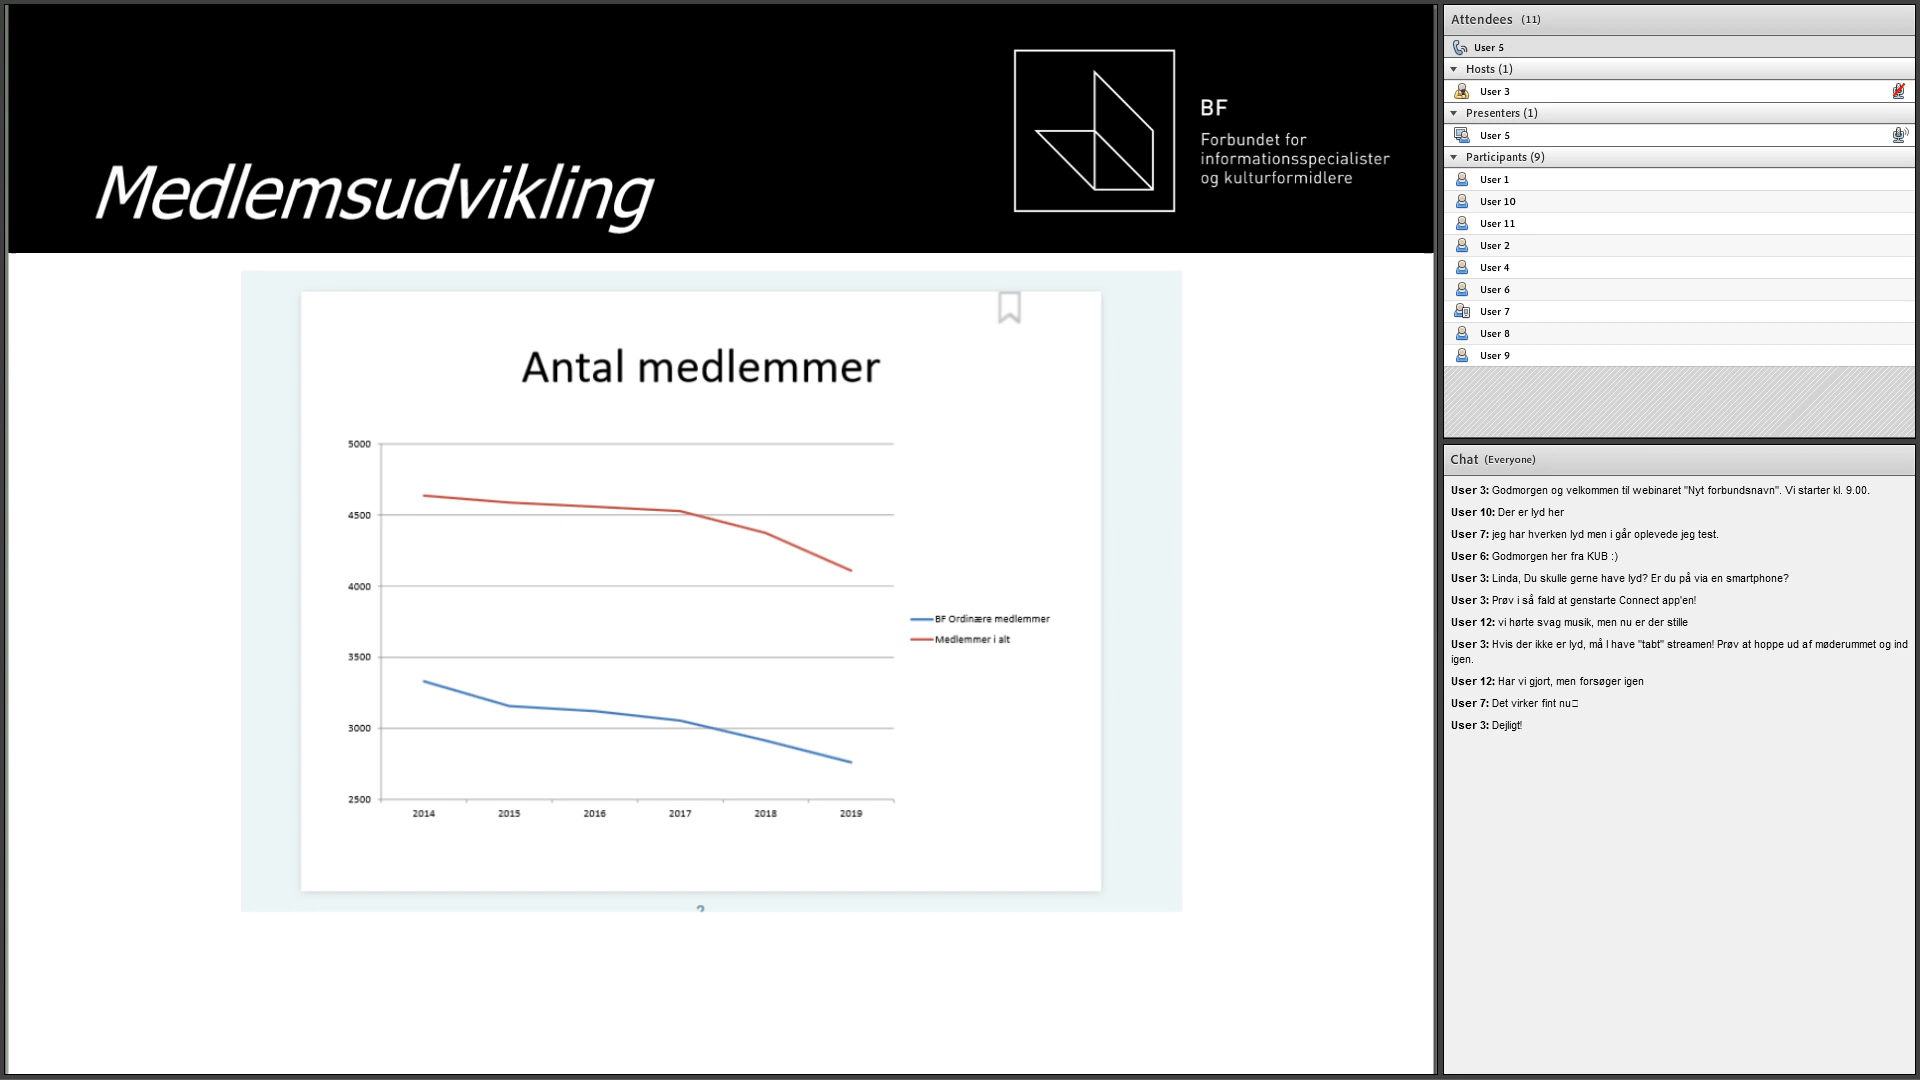 Medlemsudvikling
BF
Forbundet for
informationsspecialister
og kulturformidlere
Antal medlemmer
5000
4500
4000
3500
3000
2500
2014 2015 2016 2017 2018 2019
BF Ordinære medlemmer
Medlemmer i alt
Attendees (11)
User 5
Hosts (1)
User 3
Presenters (1)
User 5
Participants (9)
User 1
User 10
User 11
User 2
User 4
User 6
User 7
User 8
User 9
Chat (Everyone)
User 3: Godmorgen og velkommen til webinaret "Nyt forbundsnavn". Vi starter kl. 9.00.
User 10: Der er lyd her
User 7: jeg har hverken lyd men i går oplevede jeg test.
User 6: Godmorgen her fra KUB :)
User 3: Linda, Du skulle gerne have lyd? Er du på via en smartphone?
User 3: Prøv i så fald at genstarte Connect app'en!
User 12: vi hørte svag musik, men nu er der stille
User 3: Hvis der ikke er lyd, må I have "tabt" streamen! Prøv at hoppe ud af møderummet og ind
igen.
User 12: Har vi gjort, men forsøger igen
User 7: Det virker fint nu
User 3: Dejligt!